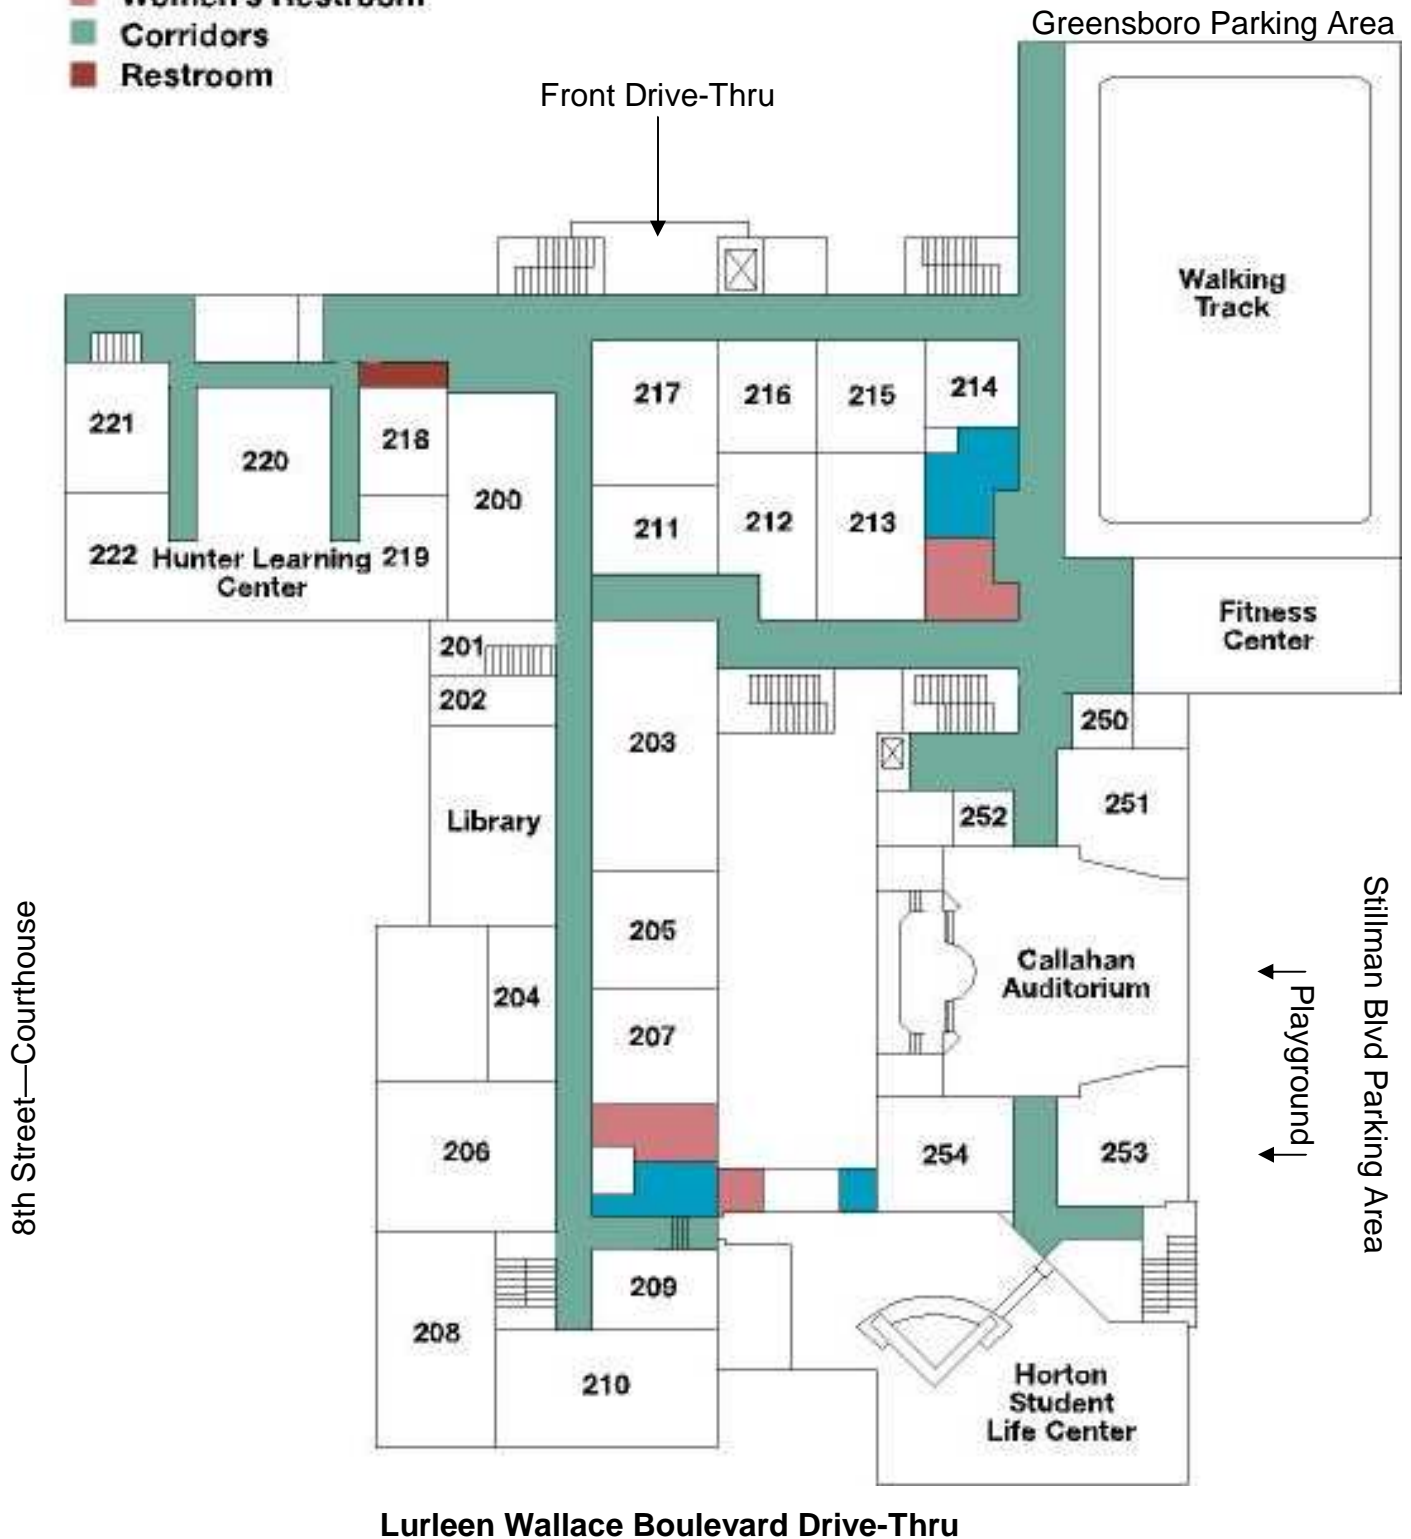 Women's Restroom
Corridors
Restroom
Greensboro Parking Area
Front Drive-Thru
Walking
Track
217
216
215
214
221
220
218
200
211
212
213
222
Hunter Learning
Center
219
Fitness
Center
201
202
203
250
251
252
Library
205
204
Callahan
Auditorium
207
206
254
253
209
208
210
Horton
Student
Life Center
8th Street—Courthouse
Playground
Stillman Blvd Parking Area
Lurleen Wallace Boulevard Drive-Thru